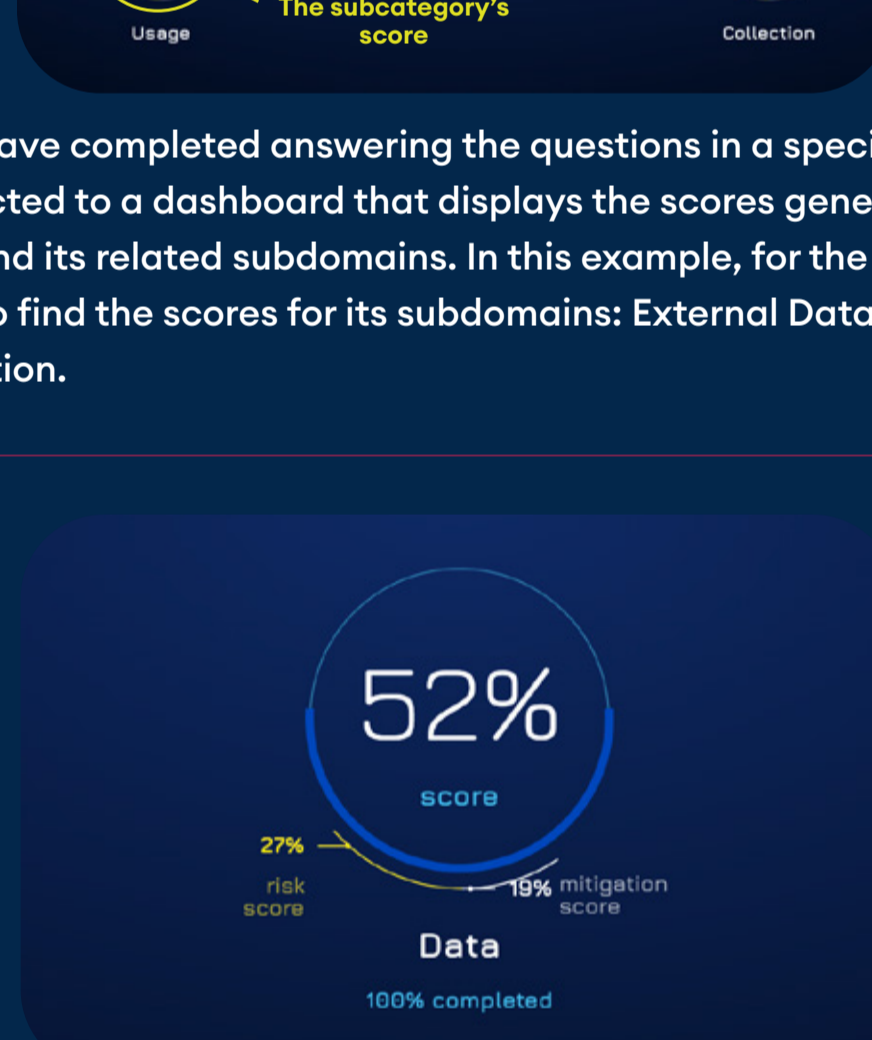 The subcategory's
score
Usage
Collection
ave completed answering the questions in a speci
cted to a dashboard that displays the scores gene
nd its related subdomains. In this example, for the
o find the scores for its subdomains: External Data
tion.
52%
score
27%
risk
score
19% mitigation
score
Data
100% completed